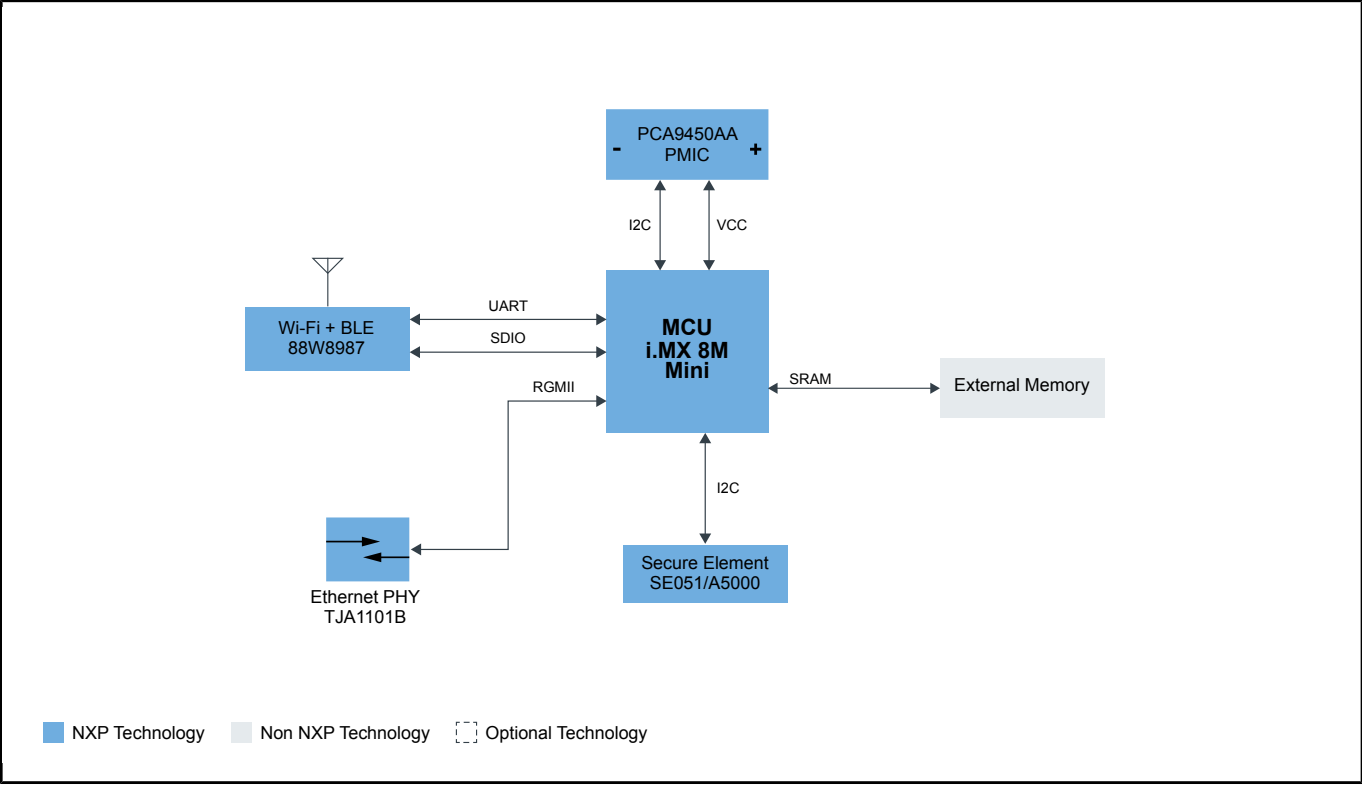 PCA9450AA
PMIC
- +
I2C
VCC
Wi-Fi + BLE
88W8987
UART
SDIO
RGMII
MCU
i.MX 8M
Mini
SRAM
External Memory
I2C
Secure Element
SE051/A5000
Ethernet PHY
TJA1101B
NXP Technology
Non NXP Technology
Optional Technology